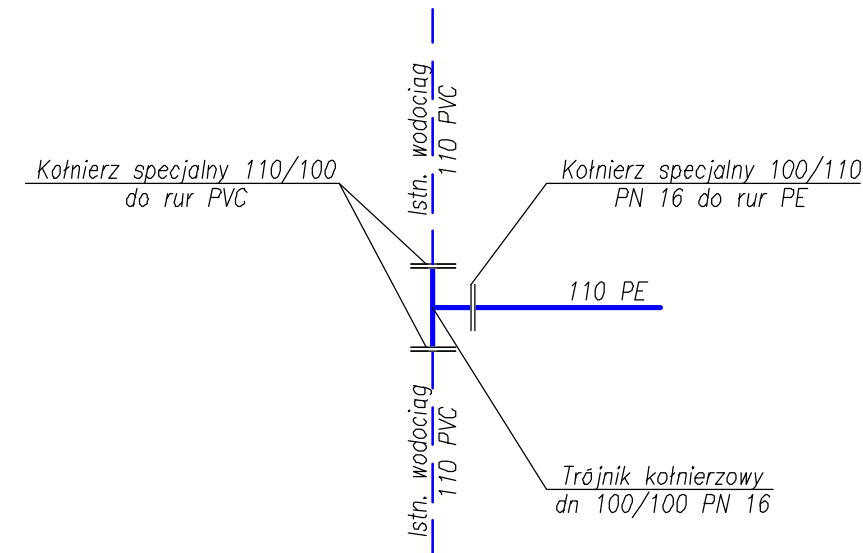 Istn. wodociąg
110 PVC
Kołnierz specjalny 110/100
do rur PVC
Kołnierz specjalny 100/110
PN 16 do rur PE
110 PE
Istn. wodociąg
110 PVC
Trójnik kołnierzowy
dn 100/100 PN 16